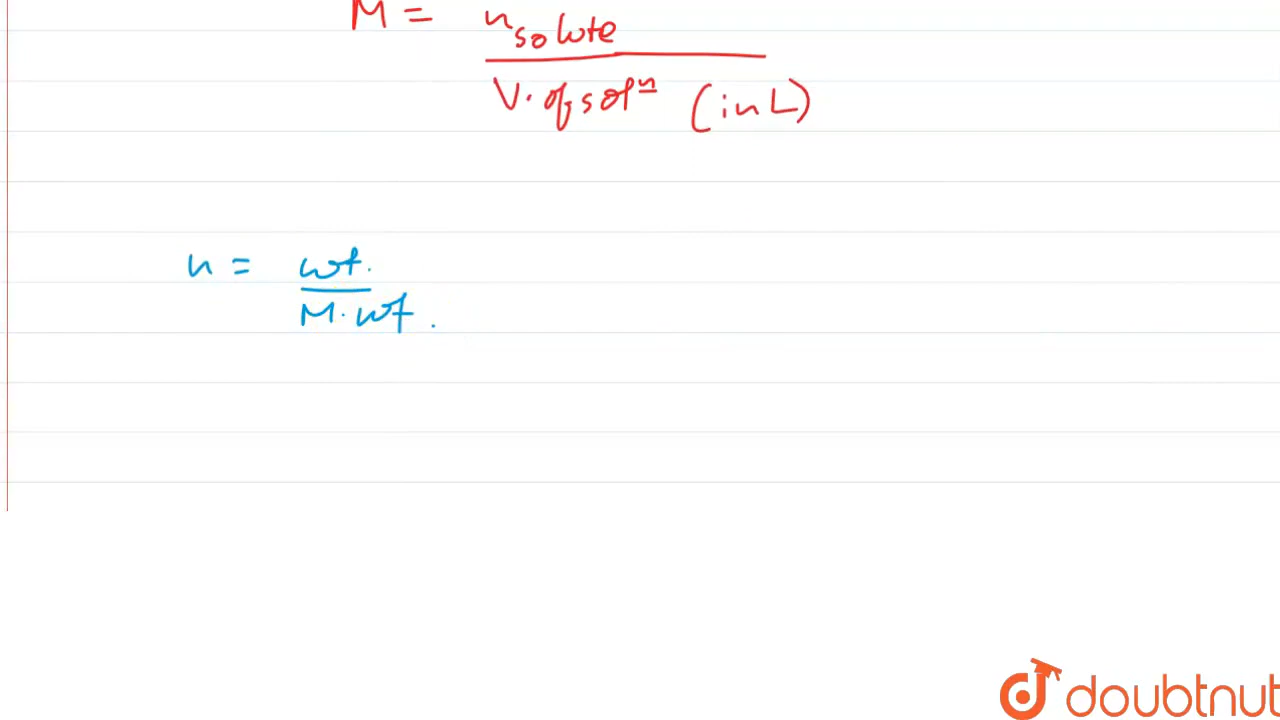 M = n solute
V. of solⁿ (in L)
n = wt.
M. wt.
doubtnut